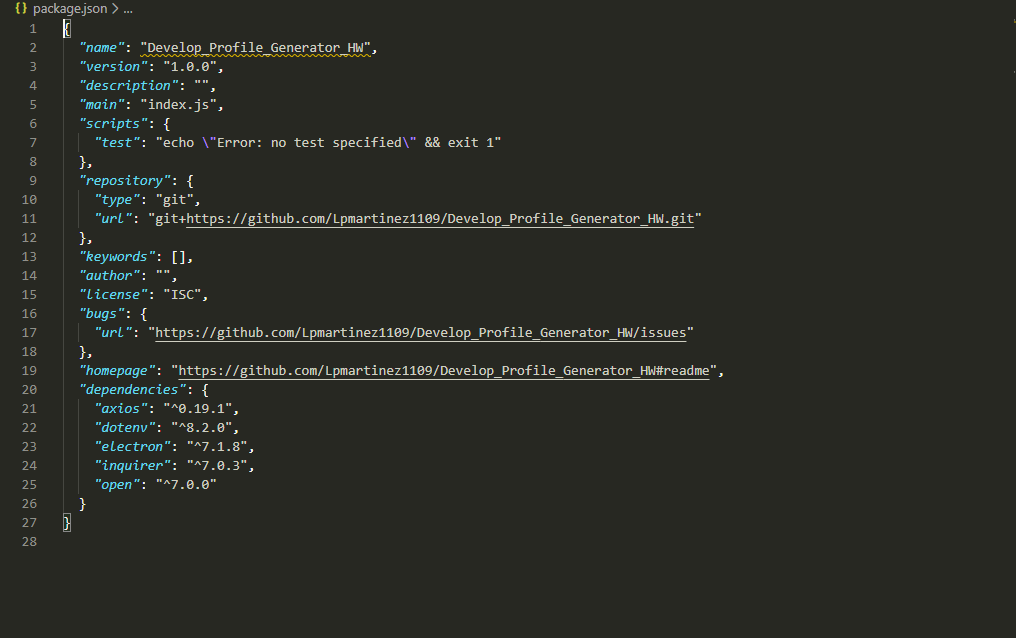 {} package.json > ...
1 {
2   "name": "Develop_Profile_Generator_HW",
3   "version": "1.0.0",
4   "description": "",
5   "main": "index.js",
6   "scripts": {
7     "test": "echo \"Error: no test specified\" && exit 1"
8   },
9   "repository": {
10     "type": "git",
11     "url": "git+https://github.com/Lpmartinez1109/Develop_Profile_Generator_HW.git"
12   },
13   "keywords": [],
14   "author": "",
15   "license": "ISC",
16   "bugs": {
17     "url": "https://github.com/Lpmartinez1109/Develop_Profile_Generator_HW/issues"
18   },
19   "homepage": "https://github.com/Lpmartinez1109/Develop_Profile_Generator_HW#readme",
20   "dependencies": {
21     "axios": "^0.19.1",
22     "dotenv": "^8.2.0",
23     "electron": "^7.1.8",
24     "inquirer": "^7.0.3",
25     "open": "^7.0.0"
26   }
27 }
28